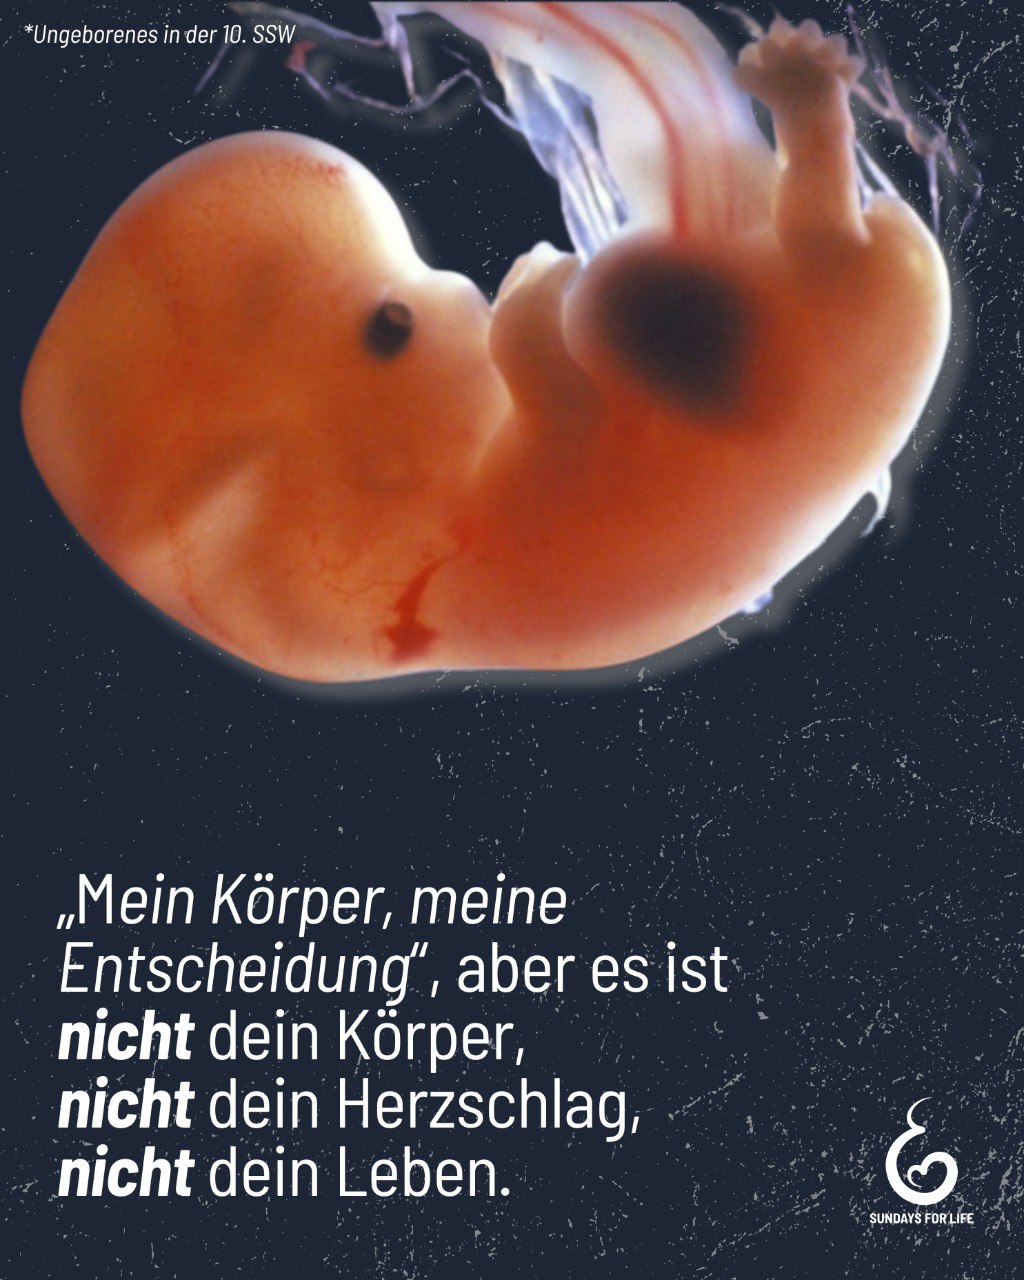 *Ungeborenes in der 10. SSW
„Mein Körper, meine
Entscheidung“, aber es ist
nicht dein Körper,
nicht dein Herzschlag,
nicht dein Leben.
SUNDAYS FOR LIFE